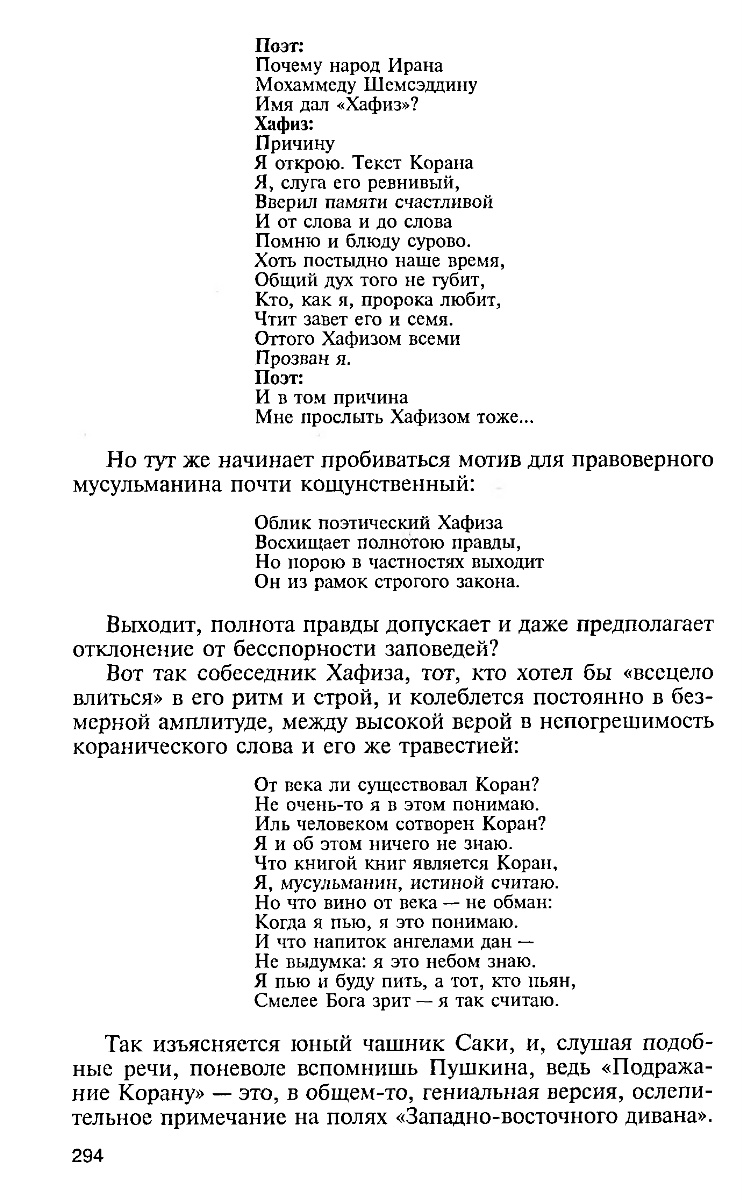 Поэт:
Почему народ Ирана
Мохаммеду Шемсэддину
Имя дал «Хафиз»?
Хафиз:
Причину
Я открою. Текст Корана
Я, слуга его ревнивый,
Вверил памяти счастливой
И от слова и до слова
Помню и блюду сурово.
Хоть постыдно наше время,
Общий дух того не губит,
Кто, как я, пророка любит,
Чтит завет его и семя.
Оттого Хафизом всеми
Прозван я.
Поэт:
И в том причина
Мне прослыть Хафизом тоже...
Но тут же начинает пробиваться мотив для правоверного
мусульманина почти кощунственный:
Облик поэтический Хафиза
Восхищает полнотою правды,
Но порою в частностях выходит
Он из рамок строгого закона.
Выходит, полнота правды допускает и даже предполагает
отклонение от бесспорности заповедей?
Вот так собеседник Хафиза, тот, кто хотел бы «всецело
влиться» в его ритм и строй, и колеблется постоянно в без-
мерной амплитуде, между высокой верой в непогрешимость
коранического слова и его же травестией:
От века ли существовал Коран?
Не очень-то я в этом понимаю.
Иль человеком сотворен Коран?
Я и об этом ничего не знаю.
Что книгой книг является Коран,
Я, мусульманин, истиной считаю.
Но что вино от века — не обман:
Когда я пью, я это понимаю.
И что напиток ангелами дан —
Не выдумка: я это небом знаю.
Я пью и буду пить, а тот, кто пьян,
Смелее Бога зрит — я так считаю.
Так изъясняется юный чашник Саки, и, слушая подоб-
ные речи, поневоле вспомнишь Пушкина, ведь «Подража-
ние Корану» — это, в общем-то, гениальная версия, ослепи-
тельное примечание на полях «Западно-восточного дивана».
294